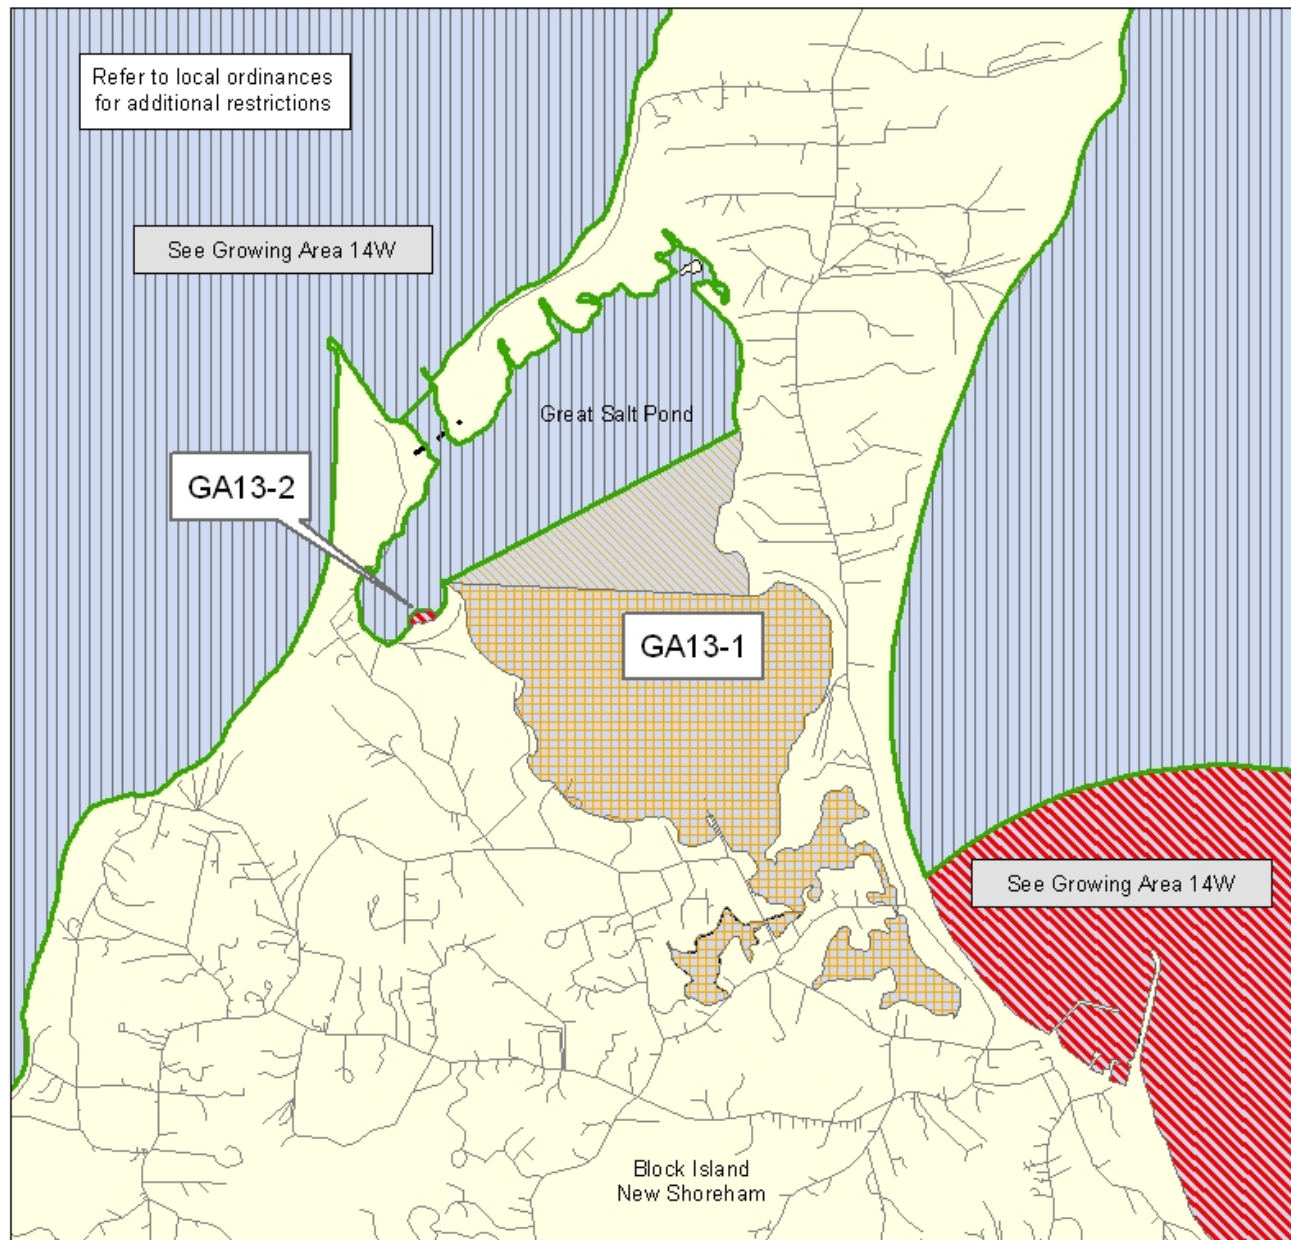 Refer to local ordinances
for additional restrictions
See Growing Area 14W
Great Salt Pond
GA13-2
GA13-1
See Growing Area 14W
Block Island
New Shoreham